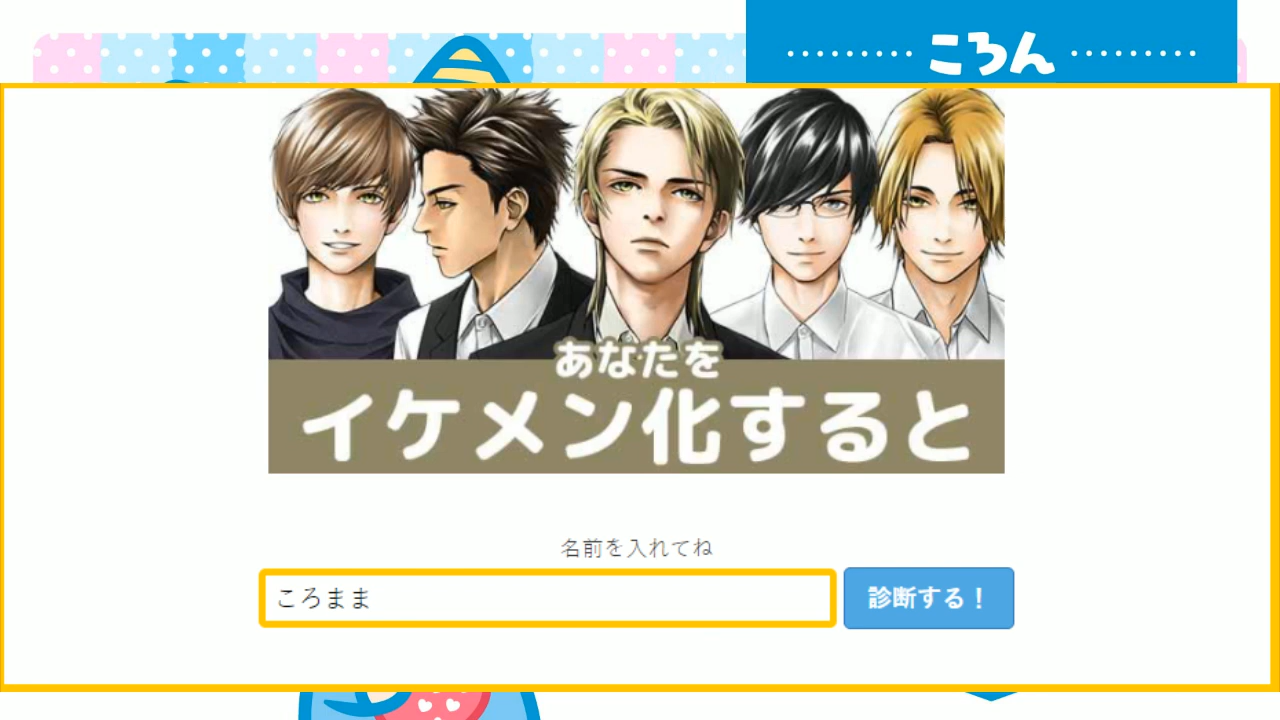 ころん
あなたを
イケメン化すると
名前を入れてね
ころまま
診断する！